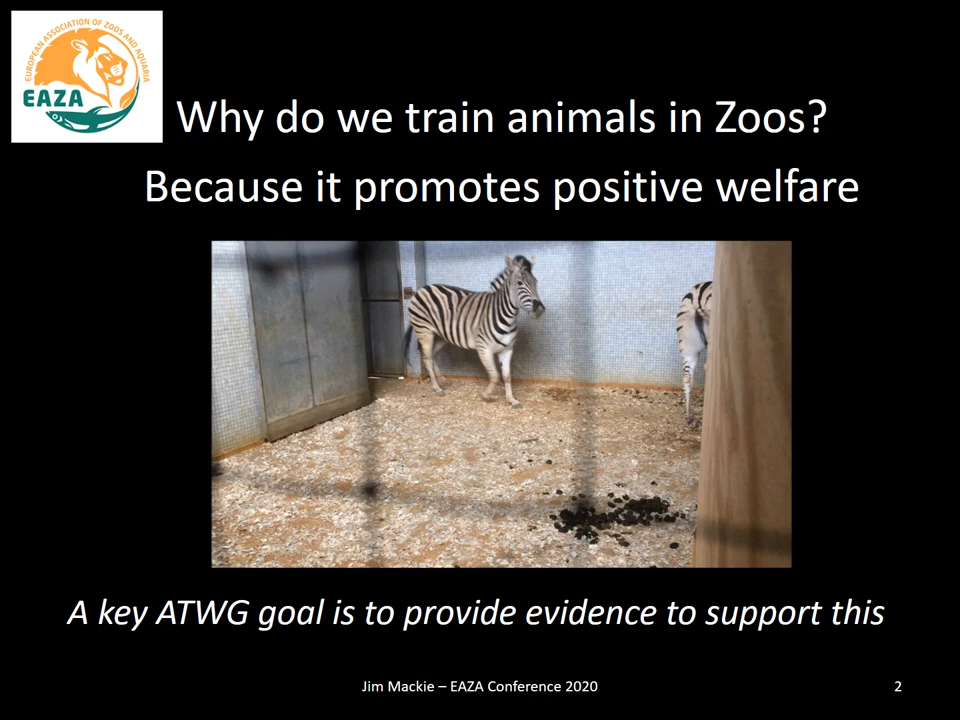 EUROPEAN ASSOCIATION OF ZOOS AND AQUARIA
EAZA
Why do we train animals in Zoos?
Because it promotes positive welfare
A key ATWG goal is to provide evidence to support this
Jim Mackie – EAZA Conference 2020
2